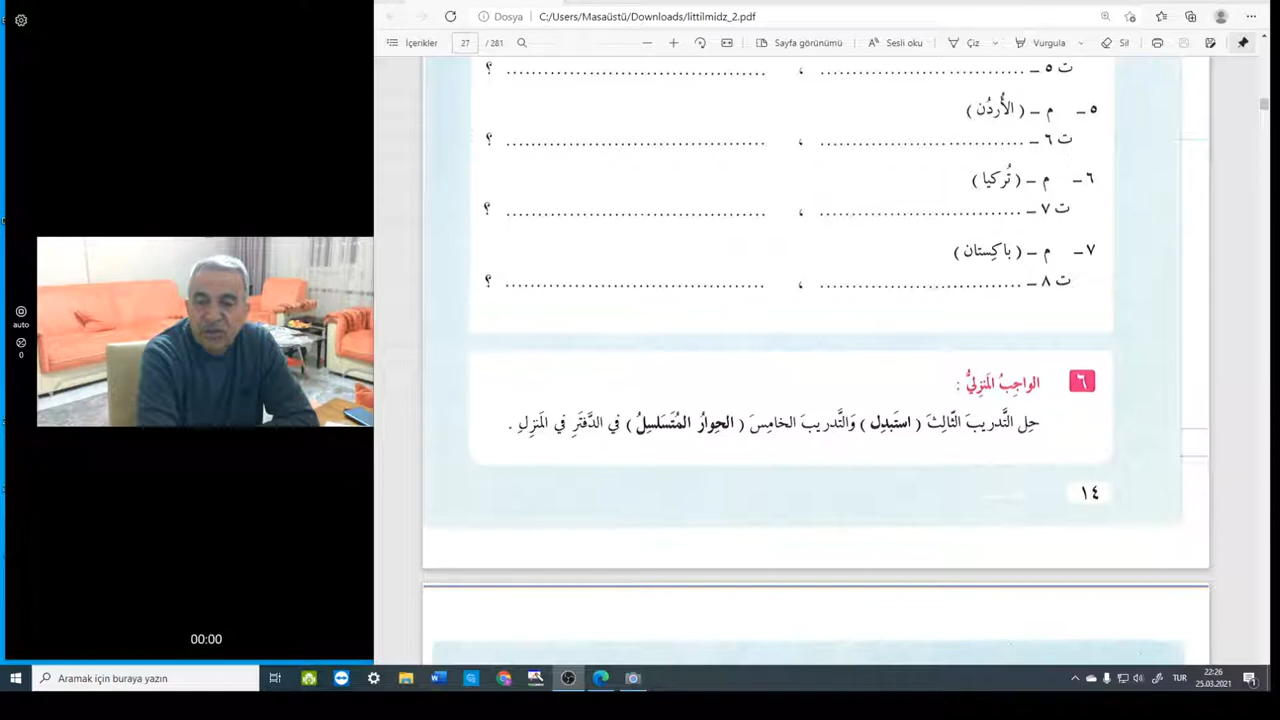 Dosya C:/Users/Masaüstü/Downloads/littilmidz_2.pdf
İçerikler 27 / 281 Sayfa görünümü Sesli oku Çiz Vurgula Sil
ت ٥ ـ ........................... ، ........................... ؟
٥ ـ م ـ ( الأُردُن )
ت ٦ ـ ........................... ، ........................... ؟
٦ ـ م ـ ( تُركيا )
ت ٧ ـ ........................... ، ........................... ؟
٧ ـ م ـ ( باكِستان )
ت ٨ ـ ........................... ، ........................... ؟
٦ الواجِبُ المَنزِليُّ :
حِل التَّدريبَ الثّالِثَ ( استَبدِل ) وَالتَّدريبَ الخامِسَ ( الحِوارُ المُتَسَلسِلُ ) في الدَّفتَرِ في المَنزِلِ .
١٤
auto
0
00:00
Aramak için buraya yazın
TUR
22:26
25.03.2021